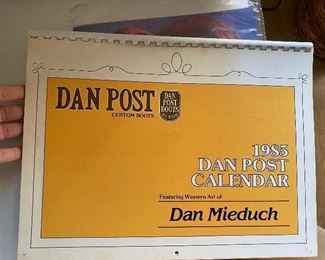 DAN POST
CUSTOM BOOTS
DAN
POST
BOOTS
1985
DAN POST
CALENDAR
Featuring Western Art of:
Dan Mieduch